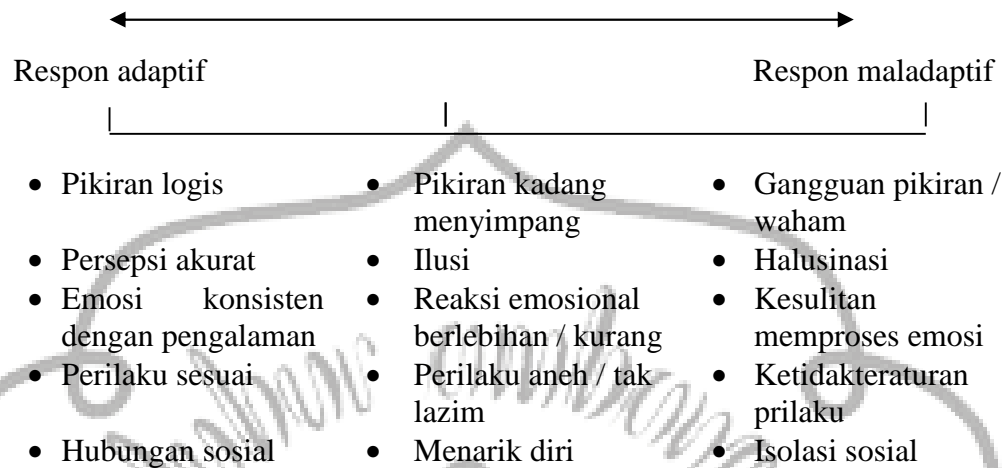 Respon adaptif
Respon maladaptif
• Pikiran logis
• Persepsi akurat
• Emosi konsisten
dengan pengalaman
• Perilaku sesuai
• Hubungan sosial
• Pikiran kadang
menyimpang
• Ilusi
• Reaksi emosional
berlebihan / kurang
• Perilaku aneh / tak
lazim
• Menarik diri
• Gangguan pikiran /
waham
• Halusinasi
• Kesulitan
memproses emosi
• Ketidakteraturan
prilaku
• Isolasi sosial